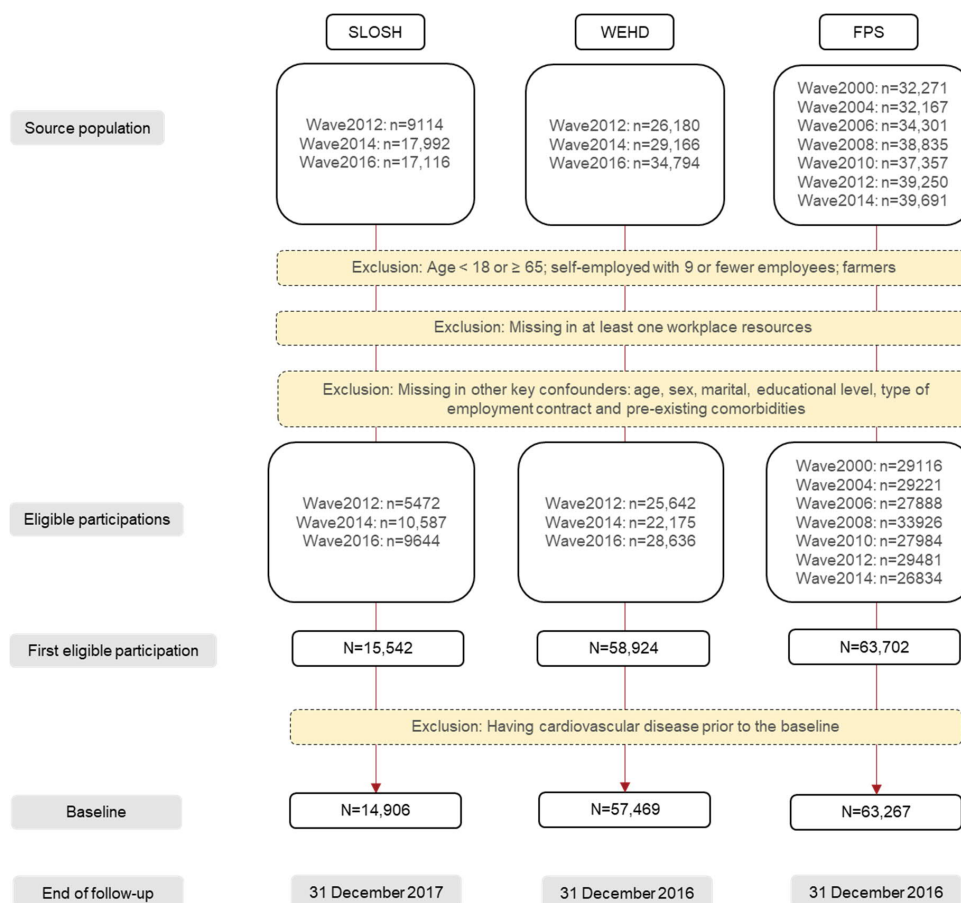 SLOSH
WEHD
FPS
Source population
Wave2012: n=9114
Wave2014: n=17,992
Wave2016: n=17,116
Wave2012: n=26,180
Wave2014: n=29,166
Wave2016: n=34,794
Wave2000: n=32,271
Wave2004: n=32,167
Wave2006: n=34,301
Wave2008: n=38,835
Wave2010: n=37,357
Wave2012: n=39,250
Wave2014: n=39,691
Exclusion: Age < 18 or ≥ 65; self-employed with 9 or fewer employees; farmers
Exclusion: Missing in at least one workplace resources
Exclusion: Missing in other key confounders: age, sex, marital, educational level, type of
employment contract and pre-existing comorbidities
Eligible participations
Wave2012: n=5472
Wave2014: n=10,587
Wave2016: n=9644
Wave2012: n=25,642
Wave2014: n=22,175
Wave2016: n=28,636
Wave2000: n=29116
Wave2004: n=29221
Wave2006: n=27888
Wave2008: n=33926
Wave2010: n=27984
Wave2012: n=29481
Wave2014: n=26834
First eligible participation
N=15,542
N=58,924
N=63,702
Exclusion: Having cardiovascular disease prior to the baseline
Baseline
N=14,906
N=57,469
N=63,267
End of follow-up
31 December 2017
31 December 2016
31 December 2016